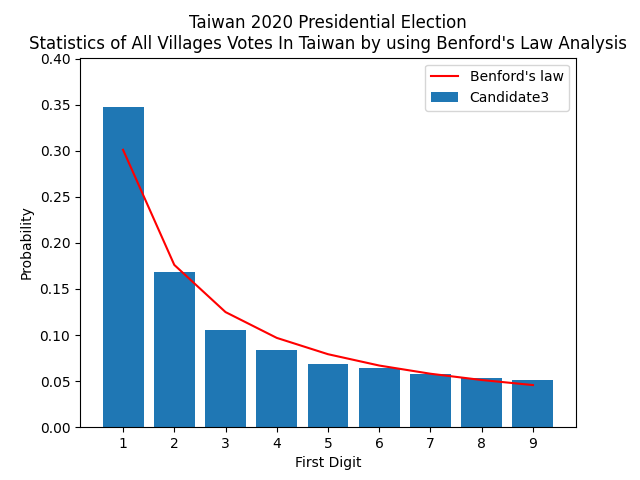 Taiwan 2020 Presidential Election
Statistics of All Villages Votes In Taiwan by using Benford's Law Analysis
Benford's law
Candidate3
0.40
0.35
0.30
0.25
0.20
0.15
0.10
0.05
0.00
Probability
1 2 3 4 5 6 7 8 9
First Digit